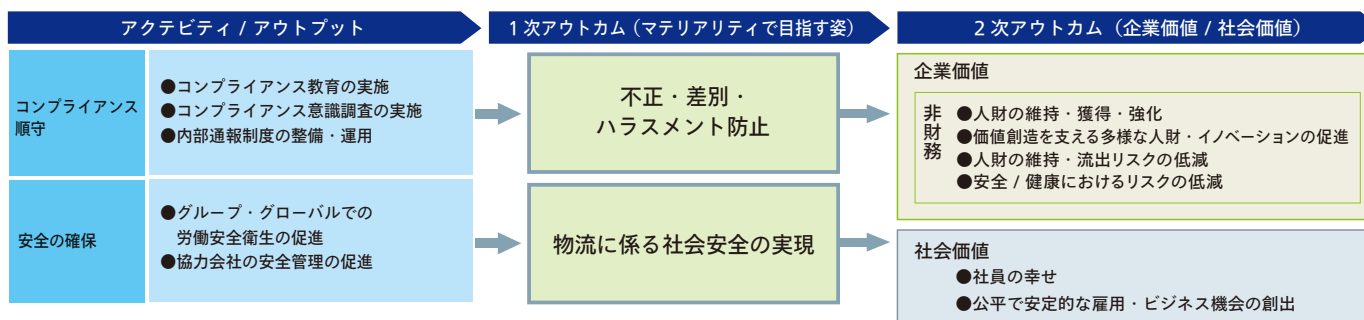 アクテビティ / アウトプット
1次アウトカム（マテリアリティで目指す姿）
2次アウトカム（企業価値 / 社会価値）
コンプライアンス
順守
●コンプライアンス教育の実施
●コンプライアンス意識調査の実施
●内部通報制度の整備・運用
不正・差別・
ハラスメント防止
企業価値
非財務
●人財の維持・獲得・強化
●価値創造を支える多様な人財・イノベーションの促進
●人財の維持・流出リスクの低減
●安全 / 健康におけるリスクの低減
安全の確保
●グループ・グローバルでの
労働安全衛生の促進
●協力会社の安全管理の促進
物流に係る社会安全の実現
社会価値
●社員の幸せ
●公平で安定的な雇用・ビジネス機会の創出